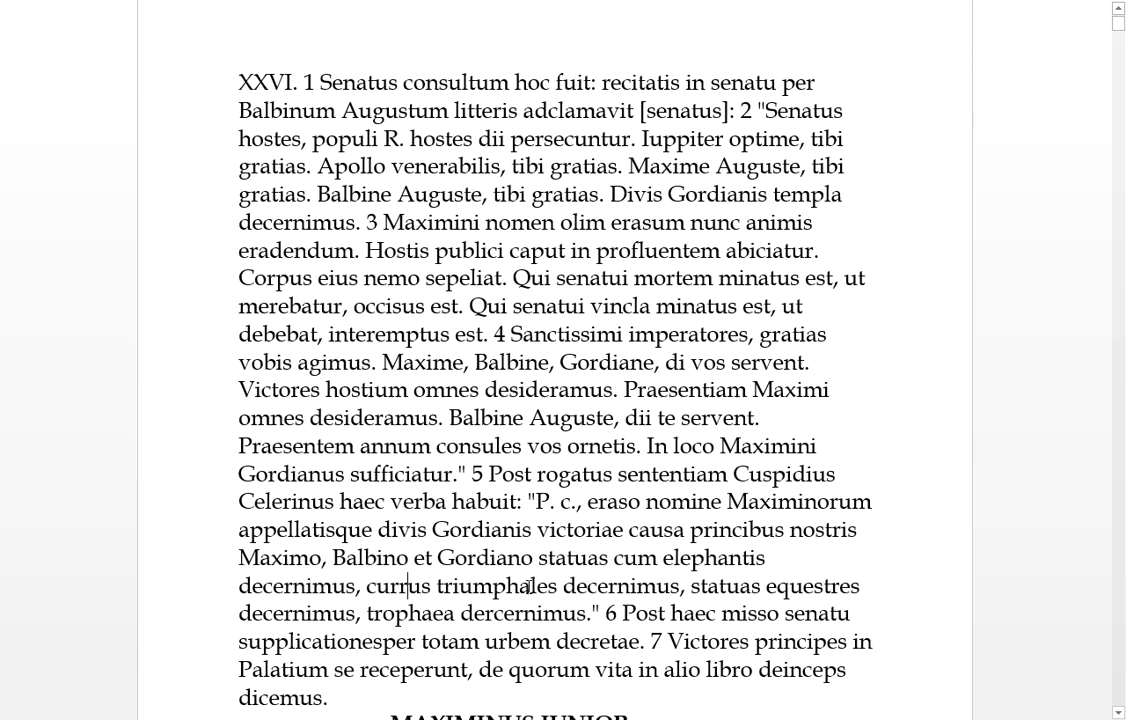 XXVI. 1 Senatus consultum hoc fuit: recitatis in senatu per
Balbinum Augustum litteris adclamavit [senatus]: 2 "Senatus
hostes, populi R. hostes dii persecuntur. Iuppiter optime, tibi
gratias. Apollo venerabilis, tibi gratias. Maxime Auguste, tibi
gratias. Balbine Auguste, tibi gratias. Divis Gordianis templa
decernimus. 3 Maximini nomen olim erasum nunc animis
eradendum. Hostis publici caput in profluentem abiciatur.
Corpus eius nemo sepeliat. Qui senatui mortem minatus est, ut
merebatur, occisus est. Qui senatui vincla minatus est, ut
debebat, interemptus est. 4 Sanctissimi imperatores, gratias
vobis agimus. Maxime, Balbine, Gordiane, di vos servent.
Victores hostium omnes desideramus. Praesentiam Maximi
omnes desideramus. Balbine Auguste, dii te servent.
Praesentem annum consules vos ornetis. In loco Maximini
Gordianus sufficiatur." 5 Post rogatus sententiam Cuspidius
Celerinus haec verba habuit: "P. c., eraso nomine Maximinorum
appellatisque divis Gordianis victoriae causa princibus nostris
Maximo, Balbino et Gordiano statuas cum elephantis
decernimus, currus triumphales decernimus, statuas equestres
decernimus, trophaea dercernimus." 6 Post haec misso senatu
supplicationesper totam urbem decretae. 7 Victores principes in
Palatium se receperunt, de quorum vita in alio libro deinceps
dicemus.
MAXIMINUS JUNIOR